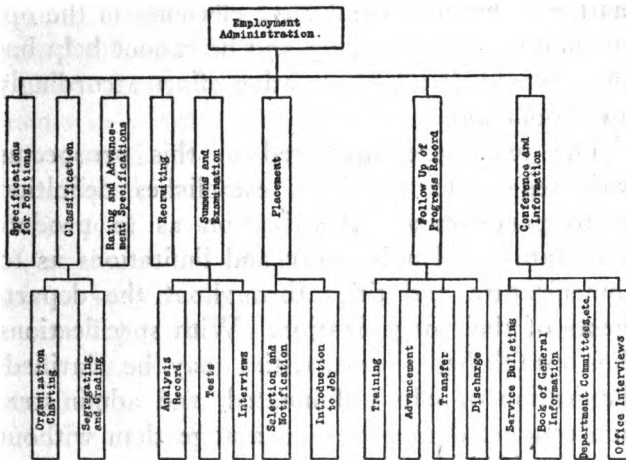 Employment
Administration.
Specifications
for Positions
Classification
Rating and Advance-
ment Specifications
Recruiting
Summons and
Examination
Placement
Follow Up of
Progress Record
Conference and
Information
Organization
Charting
Segregating
and Grading
Analysis
Record
Tests
Interviews
Selection and
Notification
Introduction
to Job
Training
Advancement
Transfer
Discharge
Service Bulletins
Book of General
Information
Department Committees,etc.
Office Interviews